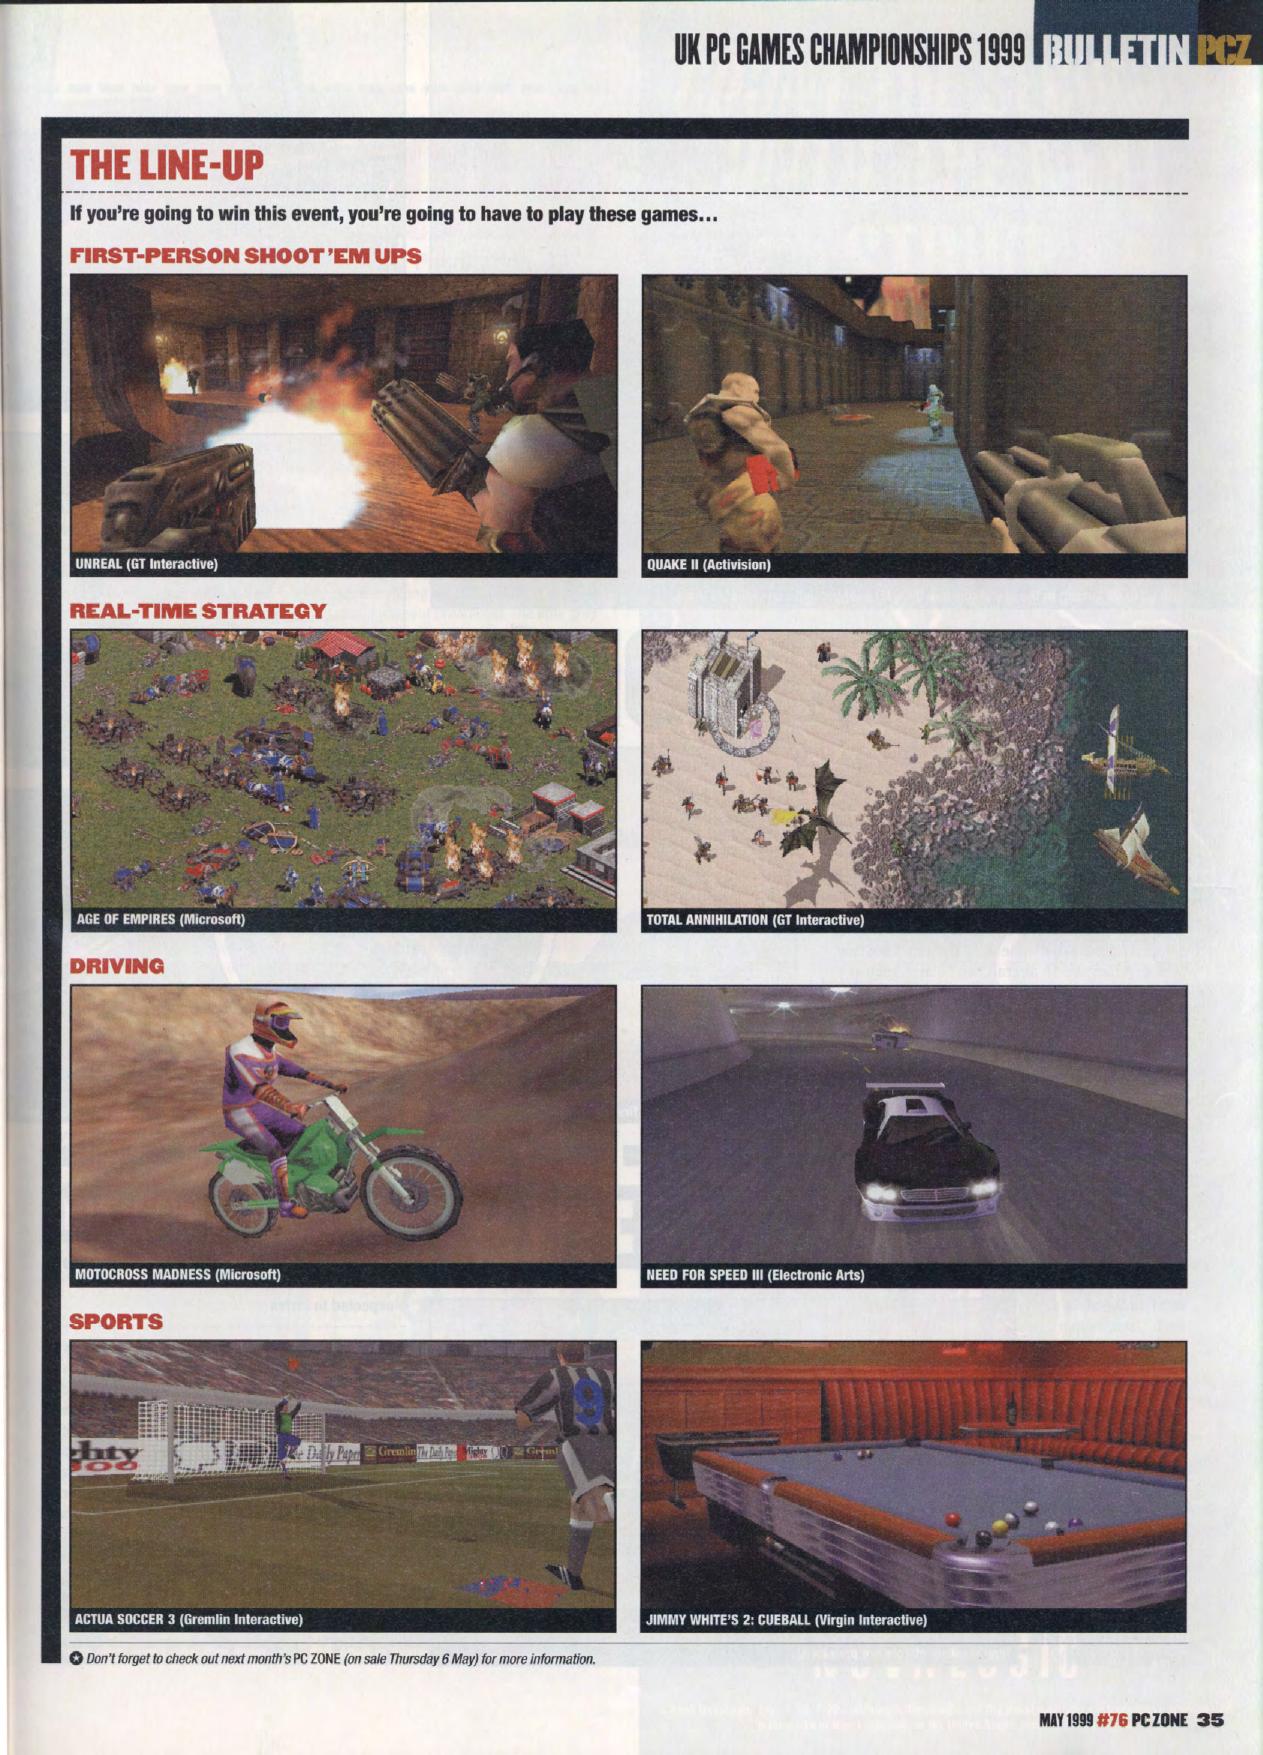 UK PC GAMES CHAMPIONSHIPS 1999 BULLETIN PCZ
THE LINE-UP
If you're going to win this event, you're going to have to play these games...
FIRST-PERSON SHOOT 'EM UPS
UNREAL (GT Interactive)
QUAKE II (Activision)
REAL-TIME STRATEGY
AGE OF EMPIRES (Microsoft)
TOTAL ANNIHILATION (GT Interactive)
DRIVING
MOTOCROSS MADNESS (Microsoft)
NEED FOR SPEED III (Electronic Arts)
SPORTS
9
Gremlin
ACTUA SOCCER 3 (Gremlin Interactive)
JIMMY WHITE'S 2: CUEBALL (Virgin Interactive)
Don't forget to check out next month's PC ZONE (on sale Thursday 6 May) for more information.
MAY 1999 #76 PC ZONE 35